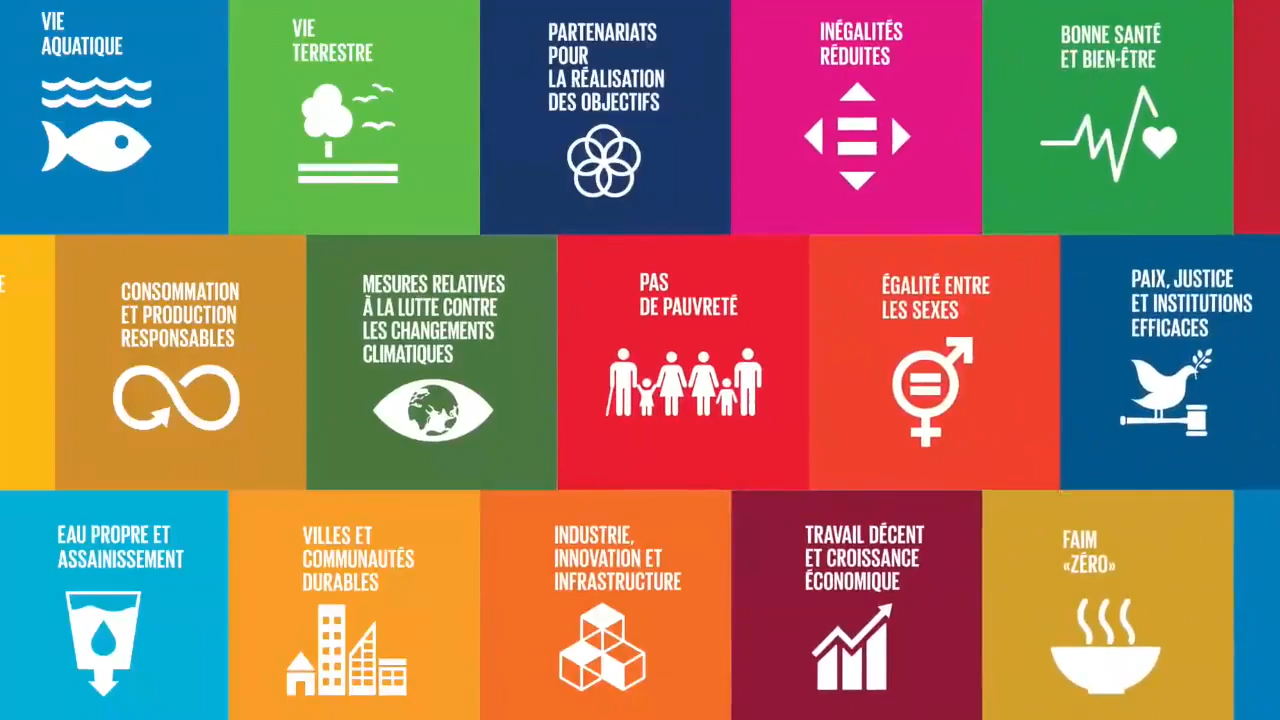 VIE
AQUATIQUE
VIE
TERRESTRE
PARTENARIATS
POUR
LA RÉALISATION
DES OBJECTIFS
INÉGALITÉS
RÉDUITES
BONNE SANTÉ
ET BIEN-ÊTRE
E
CONSOMMATION
ET PRODUCTION
RESPONSABLES
MESURES RELATIVES
À LA LUTTE CONTRE
LES CHANGEMENTS
CLIMATIQUES
PAS
DE PAUVRETÉ
ÉGALITÉ ENTRE
LES SEXES
PAIX, JUSTICE
ET INSTITUTIONS
EFFICACES
EAU PROPRE ET
ASSAINISSEMENT
VILLES ET
COMMUNAUTÉS
DURABLES
INDUSTRIE,
INNOVATION ET
INFRASTRUCTURE
TRAVAIL DÉCENT
ET CROISSANCE
ÉCONOMIQUE
FAIM
«ZÉRO»